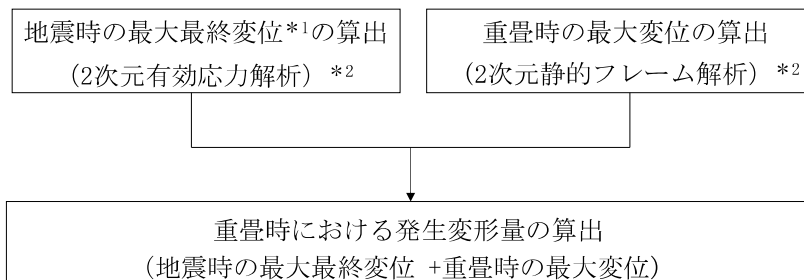 地震時の最大最終変位*1の算出
（2次元有効応力解析）*2
重畳時の最大変位の算出
（2次元静的フレーム解析）*2
重畳時における発生変形量の算出
（地震時の最大最終変位 +重畳時の最大変位）